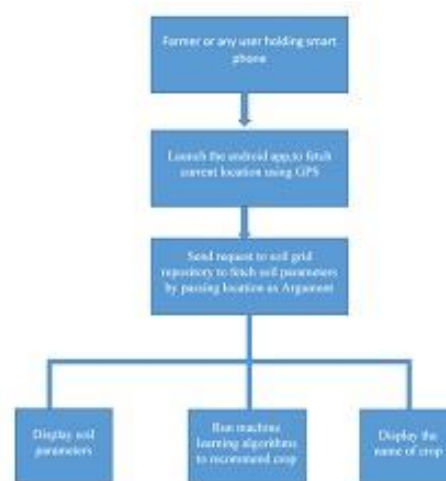 Farmer or any user holding smart
phone
Launch the android app,to fetch
current location using GPS
Send request to soil grid
repository to fetch soil parameters
by passing location as Argument
Display soil
parameters
Run machine
learning algorithms
to recommend crop
Display the
name of crop